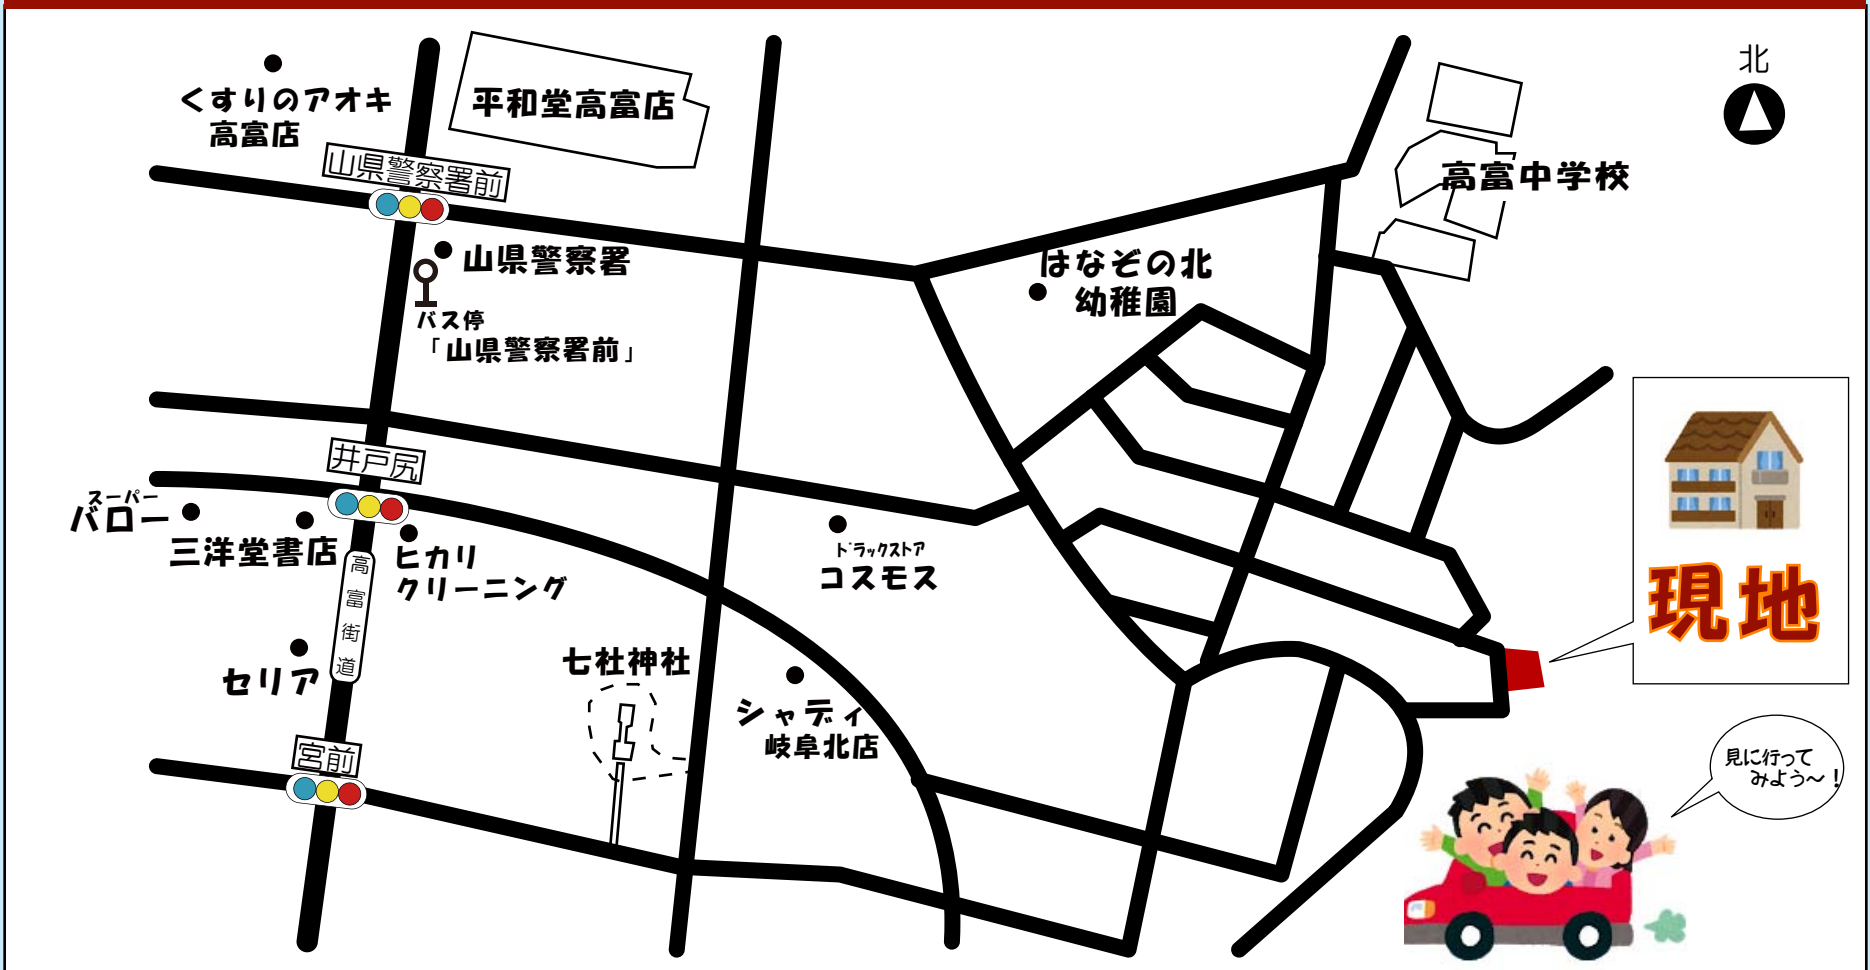 北
くすりのアオキ
高富店
平和堂高富店
山県警察署前
高富中学校
山県警察署
はなぞの北
幼稚園
バス停
「山県警察署前」
井戸尻
スーパー
バロー
三洋堂書店
ヒカリ
クリーニング
ドラックストア
コスモス
高富街道
現地
セリア
七社神社
シャディ
岐阜北店
宮前
見に行って
みよう～！